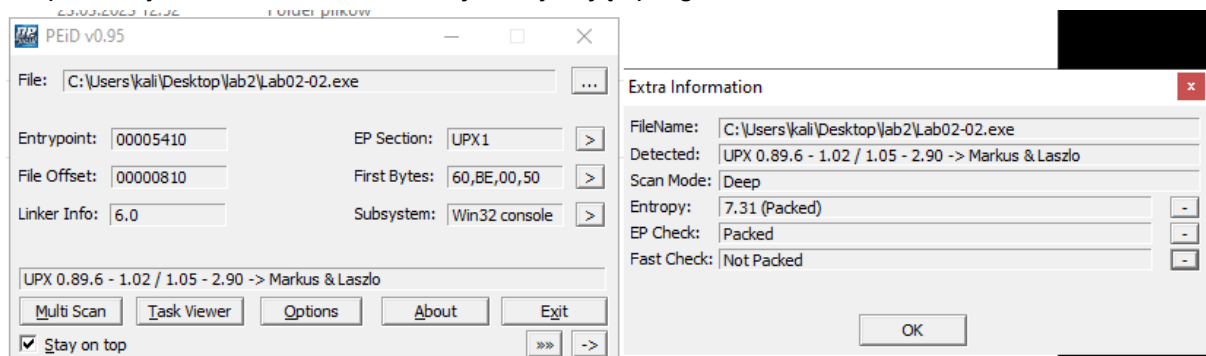 PEiD v0.95
File: C:\Users\kali\Desktop\lab2\Lab02-02.exe ...
Entrypoint: 00005410 EP Section: UPX1 >
File Offset: 00000810 First Bytes: 60,BE,00,50 >
Linker Info: 6.0 Subsystem: Win32 console >
UPX 0.89.6 - 1.02 / 1.05 - 2.90 -> Markus & Laszlo
Multi Scan Task Viewer Options About Exit
Stay on top »» ->
Extra Information x
FileName: C:\Users\kali\Desktop\lab2\Lab02-02.exe
Detected: UPX 0.89.6 - 1.02 / 1.05 - 2.90 -> Markus & Laszlo
Scan Mode: Deep
Entropy: 7.31 (Packed) -
EP Check: Packed -
Fast Check: Not Packed -
OK